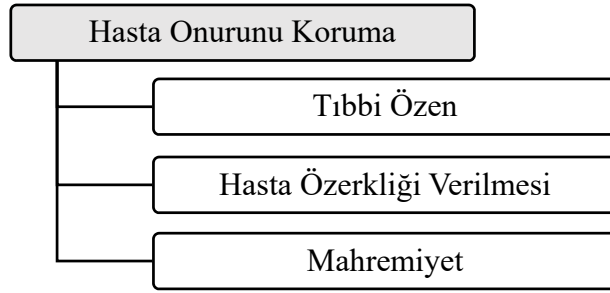 Hasta Onurunu Koruma
Tıbbi Özen
Hasta Özerkliği Verilmesi
Mahremiyet